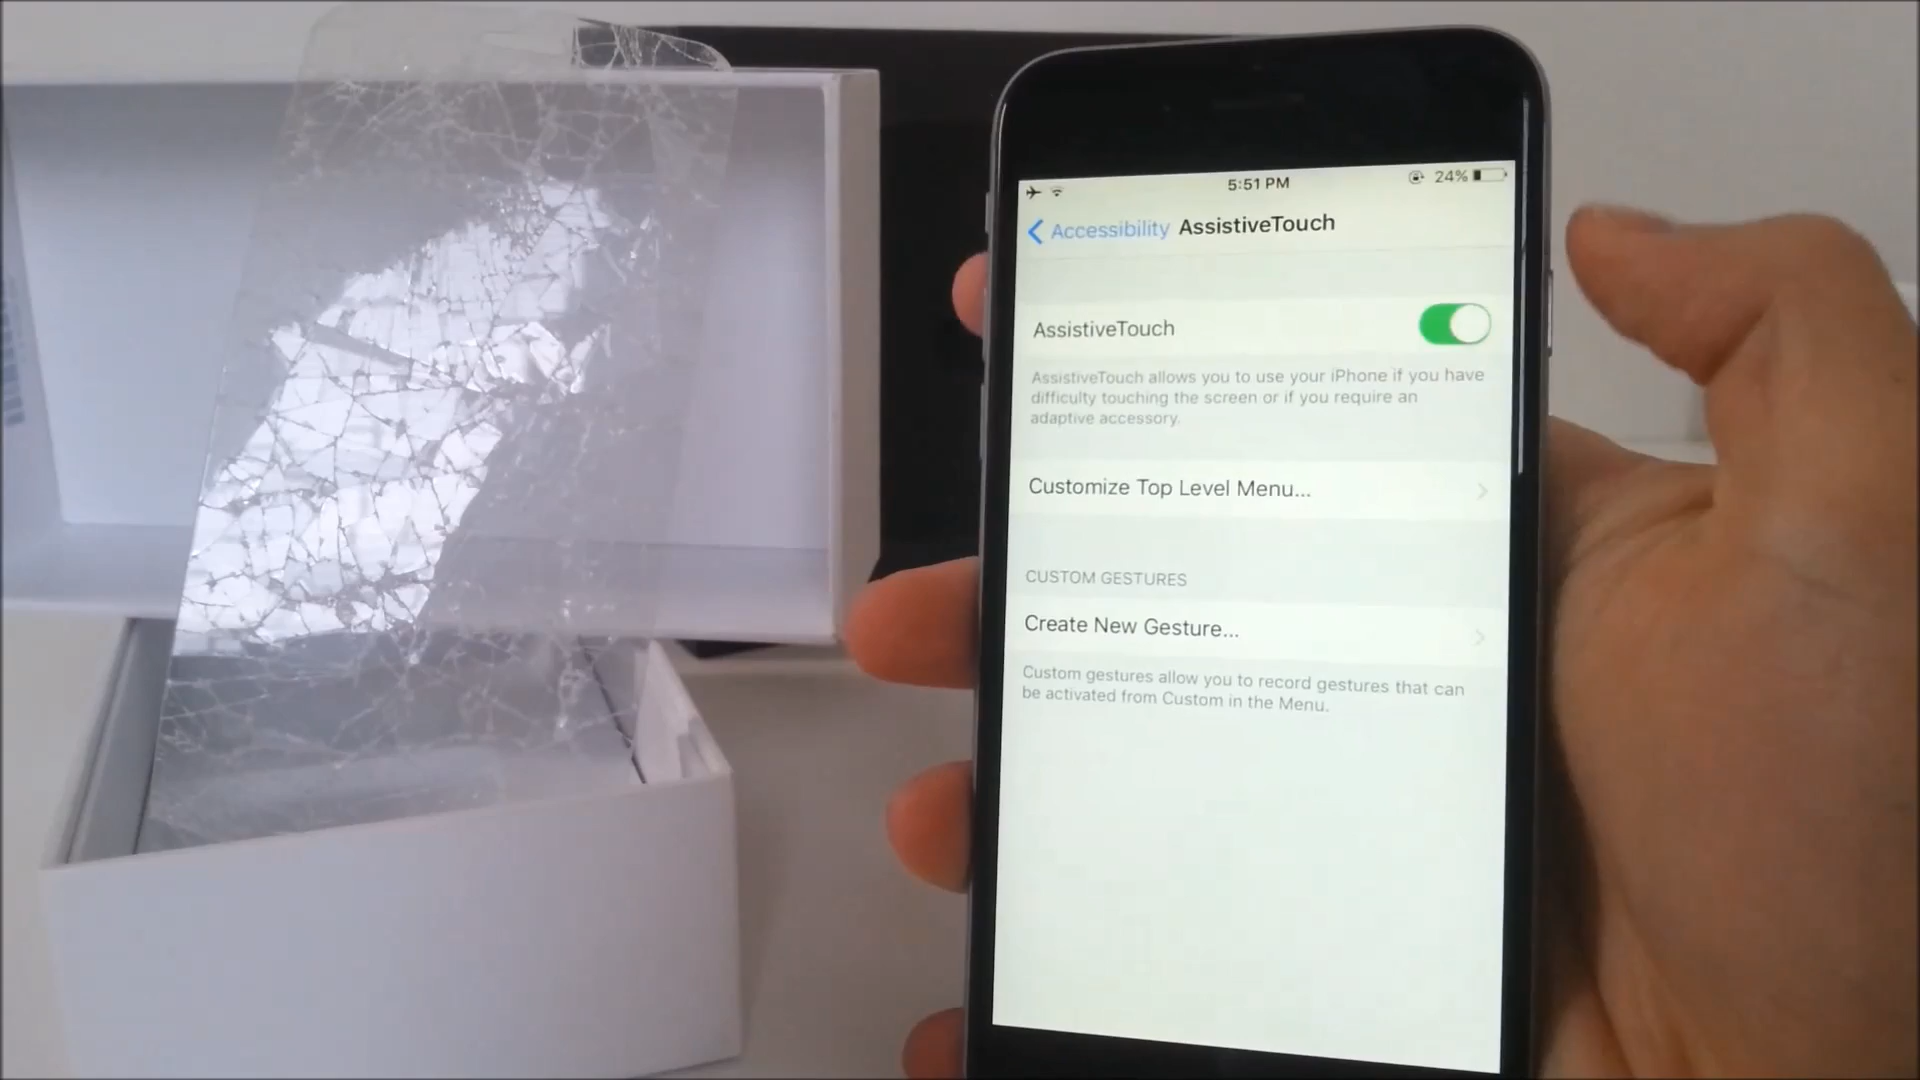 5:51 PM
24%
Accessibility AssistiveTouch
AssistiveTouch
AssistiveTouch allows you to use your iPhone if you have
difficulty touching the screen or if you require an
adaptive accessory.
Customize Top Level Menu...
CUSTOM GESTURES
Create New Gesture...
Custom gestures allow you to record gestures that can
be activated from Custom in the Menu.